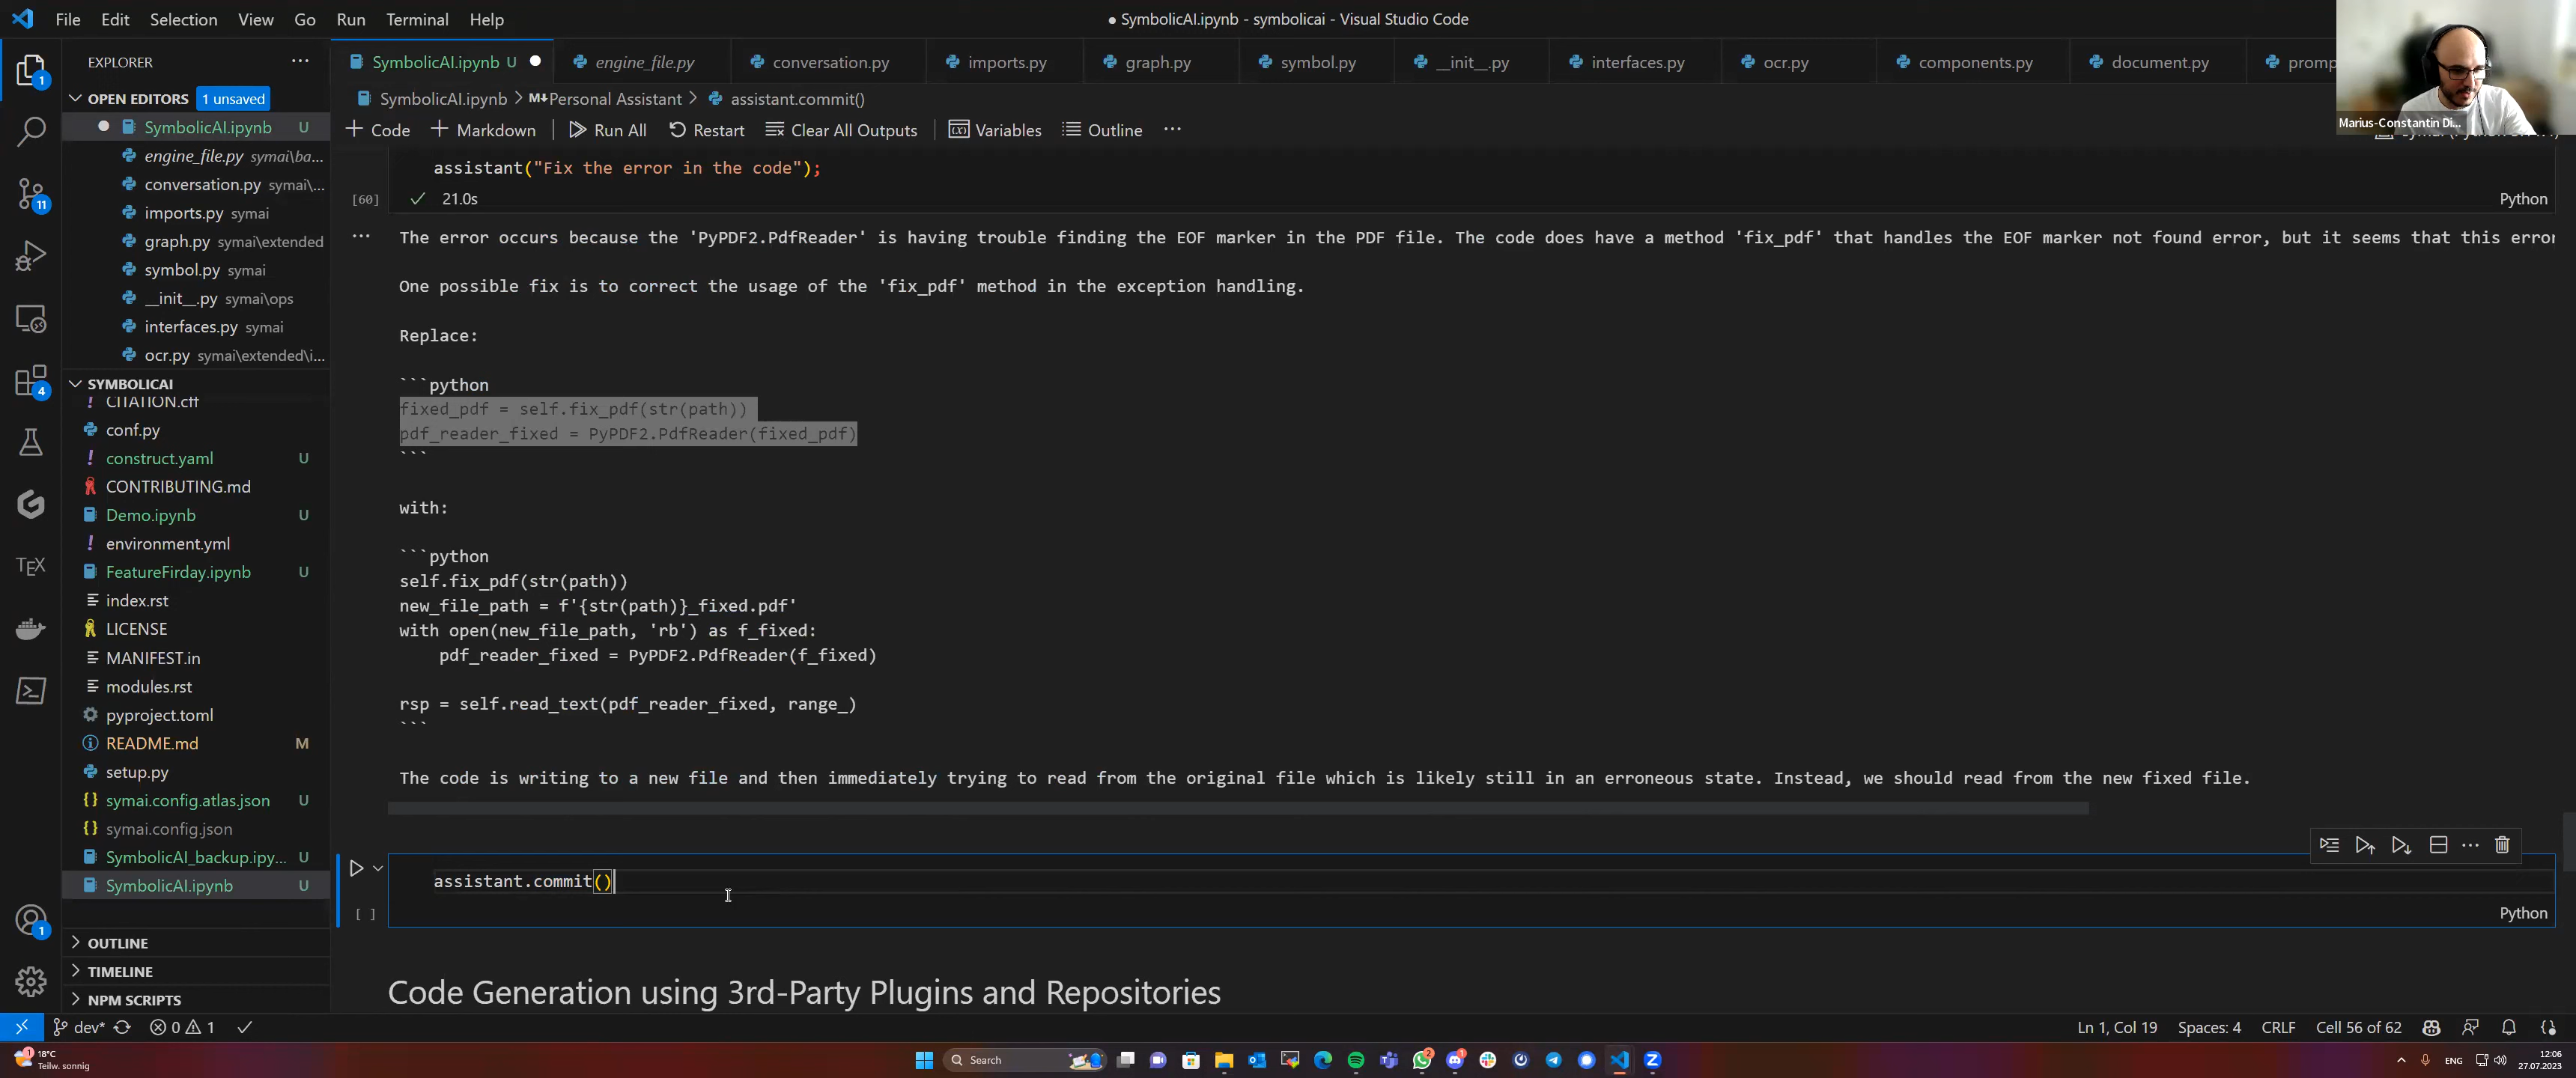 File Edit Selection View Go Run Terminal Help
● SymbolicAI.ipynb - symbolicai - Visual Studio Code
EXPLORER ...
SymbolicAI.ipynb U ●
engine_file.py
conversation.py
imports.py
graph.py
symbol.py
__init__.py
interfaces.py
ocr.py
components.py
document.py
promp
Marius-Constantin Di...
OPEN EDITORS 1 unsaved
SymbolicAI.ipynb U
engine_file.py symai\ba...
conversation.py symai\...
imports.py symai
graph.py symai\extended
symbol.py symai
__init__.py symai\ops
interfaces.py symai
ocr.py symai\extended\i...
SYMBOLICAI
CITATION.cff
conf.py
construct.yaml U
CONTRIBUTING.md
Demo.ipynb U
environment.yml
FeatureFirday.ipynb U
index.rst
LICENSE
MANIFEST.in
modules.rst
pyproject.toml
README.md M
setup.py
symai.config.atlas.json U
symai.config.json
SymbolicAI_backup.ipy... U
SymbolicAI.ipynb U
OUTLINE
TIMELINE
NPM SCRIPTS
SymbolicAI.ipynb > M↓Personal Assistant > assistant.commit()
+ Code + Markdown Run All Restart Clear All Outputs Variables Outline ...
assistant("Fix the error in the code");
[60] ✓ 21.0s
Python
The error occurs because the 'PyPDF2.PdfReader' is having trouble finding the EOF marker in the PDF file. The code does have a method 'fix_pdf' that handles the EOF marker not found error, but it seems that this error
One possible fix is to correct the usage of the 'fix_pdf' method in the exception handling.
Replace:
```python
fixed_pdf = self.fix_pdf(str(path))
pdf_reader_fixed = PyPDF2.PdfReader(fixed_pdf)
```
with:
```python
self.fix_pdf(str(path))
new_file_path = f'{str(path)}_fixed.pdf'
with open(new_file_path, 'rb') as f_fixed:
    pdf_reader_fixed = PyPDF2.PdfReader(f_fixed)
rsp = self.read_text(pdf_reader_fixed, range_)
```
The code is writing to a new file and then immediately trying to read from the original file which is likely still in an erroneous state. Instead, we should read from the new fixed file.
assistant.commit()
[ ]
Python
Code Generation using 3rd-Party Plugins and Repositories
dev* 0 1
Ln 1, Col 19 Spaces: 4 CRLF Cell 56 of 62
1
11
4
TEX
1
18°C
Teilw. sonnig
Search
2
1
ENG
12:06
27.07.2023